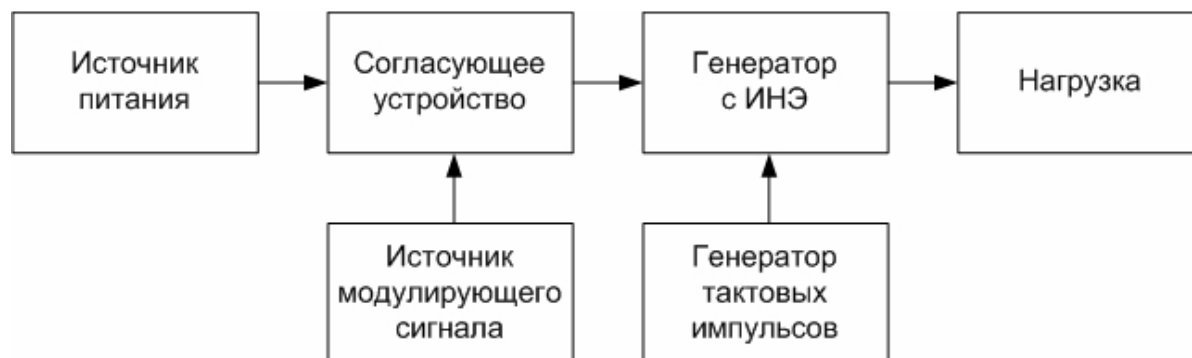 Источник
питания
Согласующее
устройство
Генератор
с ИНЭ
Нагрузка
Источник
модулирующего
сигнала
Генератор
тактовых
импульсов